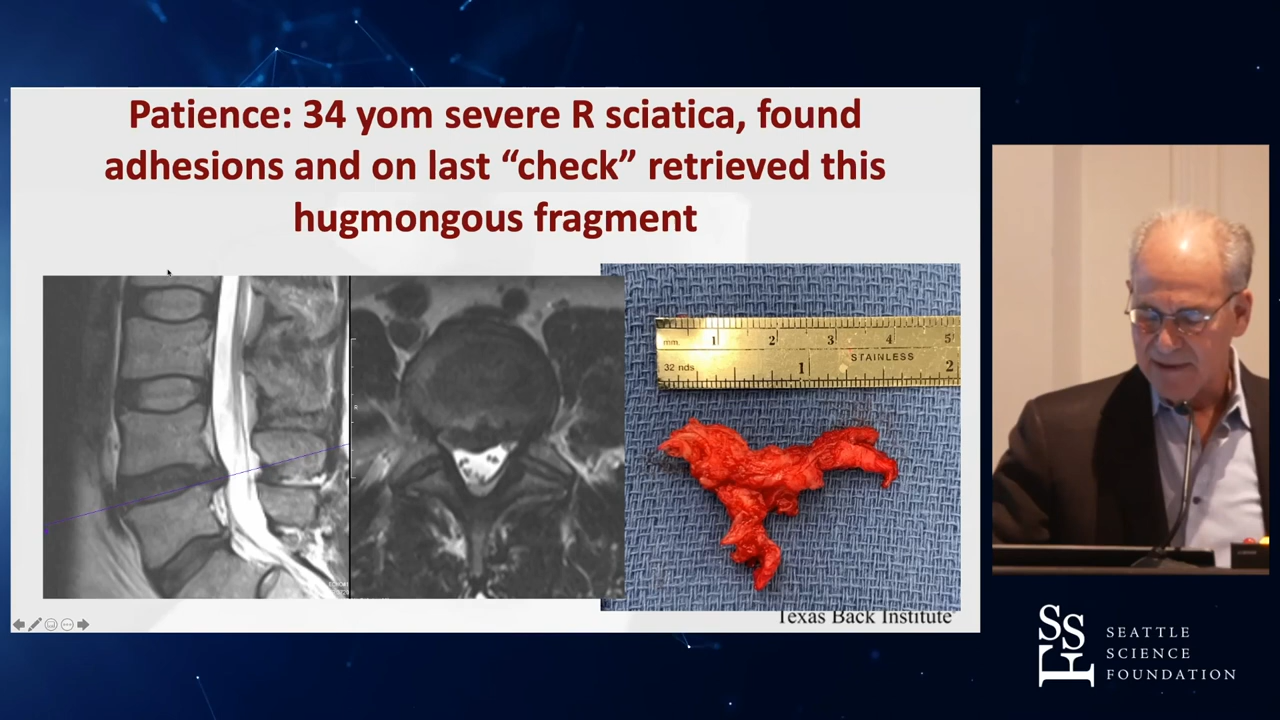 Patience: 34 yom severe R sciatica, found
adhesions and on last “check” retrieved this
hugmongous fragment
mm. 1 2 3 4 5
STAINLESS
32 nds 1 2
R
Texas Back Institute
SEATTLE
SCIENCE
FOUNDATION